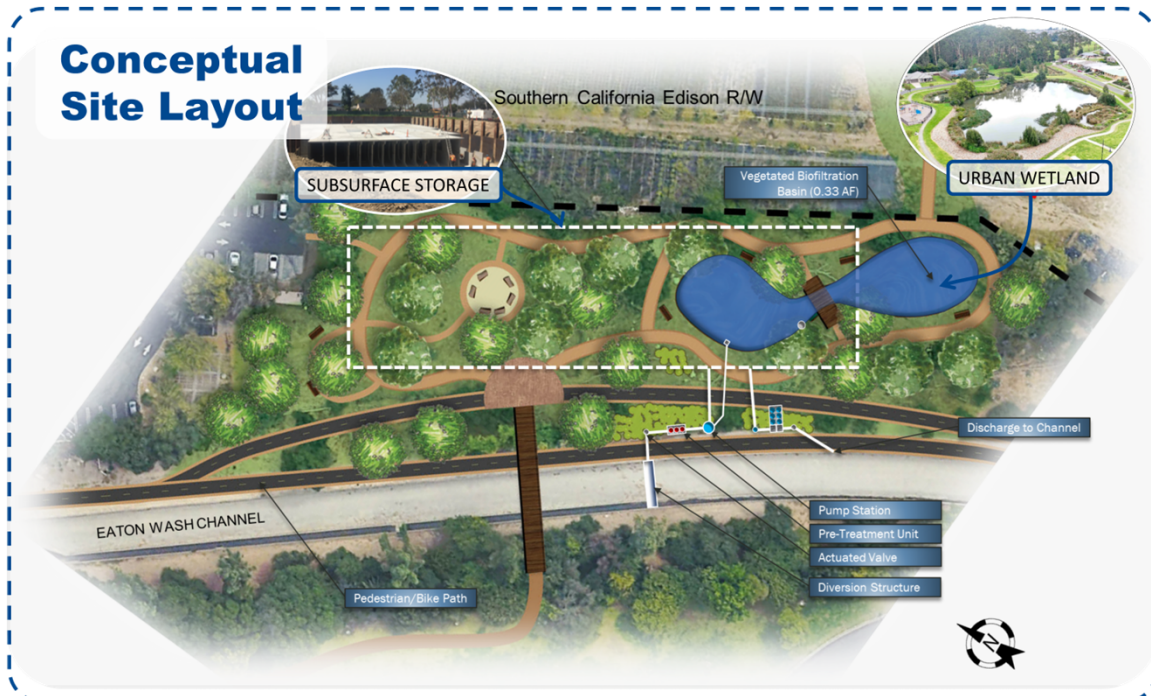 Conceptual
Site Layout
Southern California Edison R/W
SUBSURFACE STORAGE
Vegetated Biofiltration
Basin (0.33 AF)
URBAN WETLAND
Discharge to Channel
EATON WASH CHANNEL
Pump Station
Pre-Treatment Unit
Actuated Valve
Diversion Structure
Pedestrian/Bike Path
N